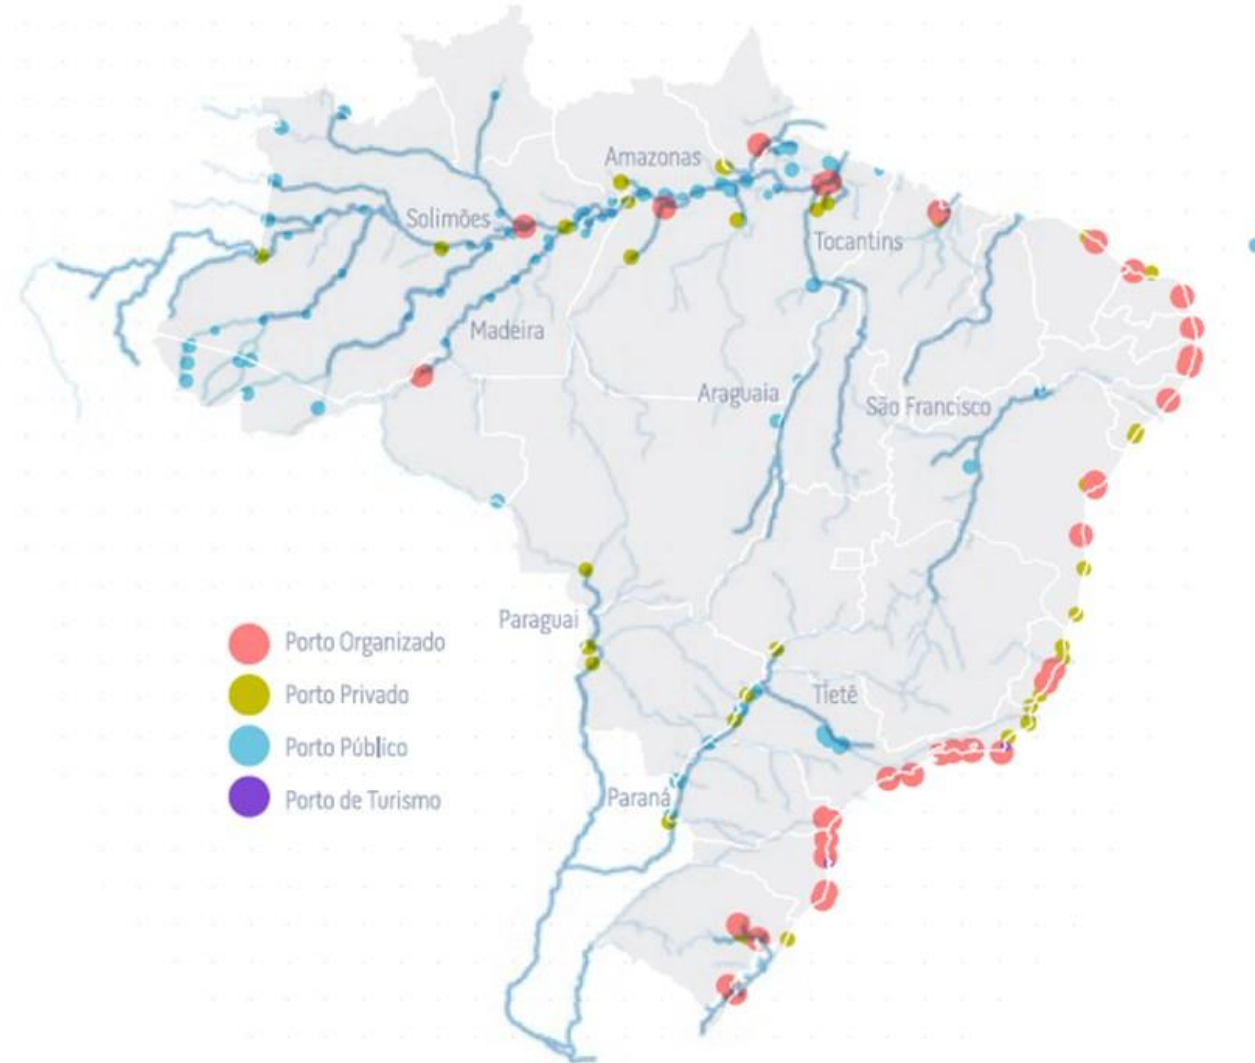 Amazonas
Solimões
Tocantins
Madeira
Araguaia
São Francisco
Paraguai
Porto Organizado
Porto Privado
Tietê
Porto Público
Porto de Turismo
Paraná